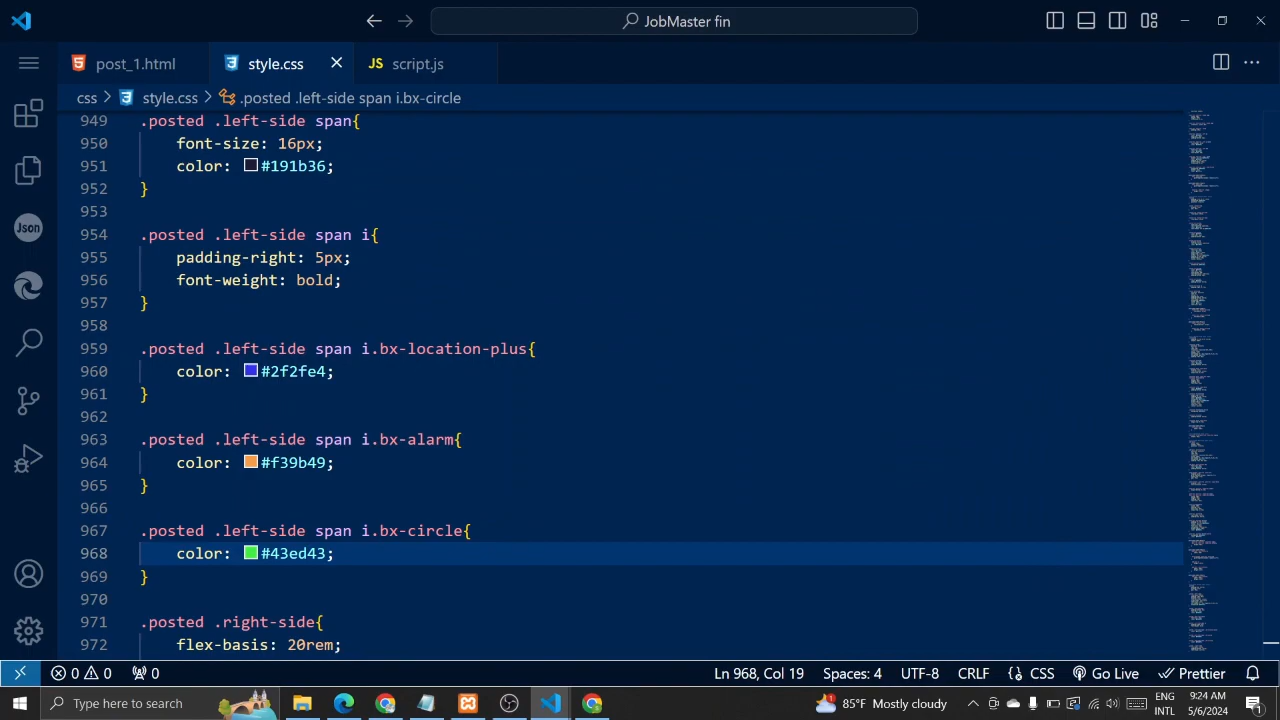 JobMaster fin
post_1.html
style.css
JS script.js
css > style.css > .posted .left-side span i.bx-circle
949 .posted .left-side span{
950 font-size: 16px;
951 color: #191b36;
952 }
953
954 .posted .left-side span i{
955 padding-right: 5px;
956 font-weight: bold;
957 }
958
959 .posted .left-side span i.bx-location-plus{
960 color: #2f2fe4;
961 }
962
963 .posted .left-side span i.bx-alarm{
964 color: #f39b49;
965 }
966
967 .posted .left-side span i.bx-circle{
968 color: #43ed43;
969 }
970
971 .posted .right-side{
972 flex-basis: 20rem;
Json
0 0 0
Ln 968, Col 19 Spaces: 4 UTF-8 CRLF CSS Go Live Prettier
Type here to search
85°F Mostly cloudy
ENG
INTL
9:24 AM
5/6/2024
1